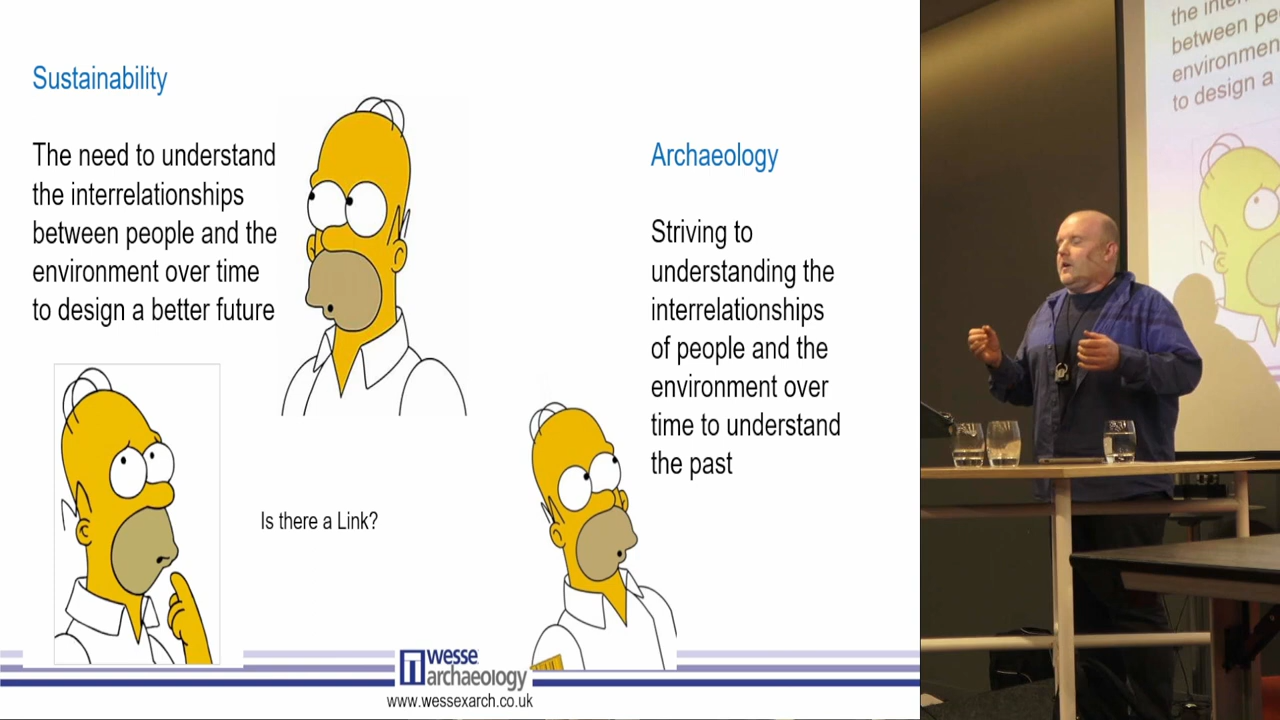 Sustainability
The need to understand
the interrelationships
between people and the
environment over time
to design a better future
Is there a Link?
Archaeology
Striving to
understanding the
interrelationships
of people and the
environment over
time to understand
the past
wesse
archaeology
www.wessexarch.co.uk
the inter
between pe
environmen
to design a